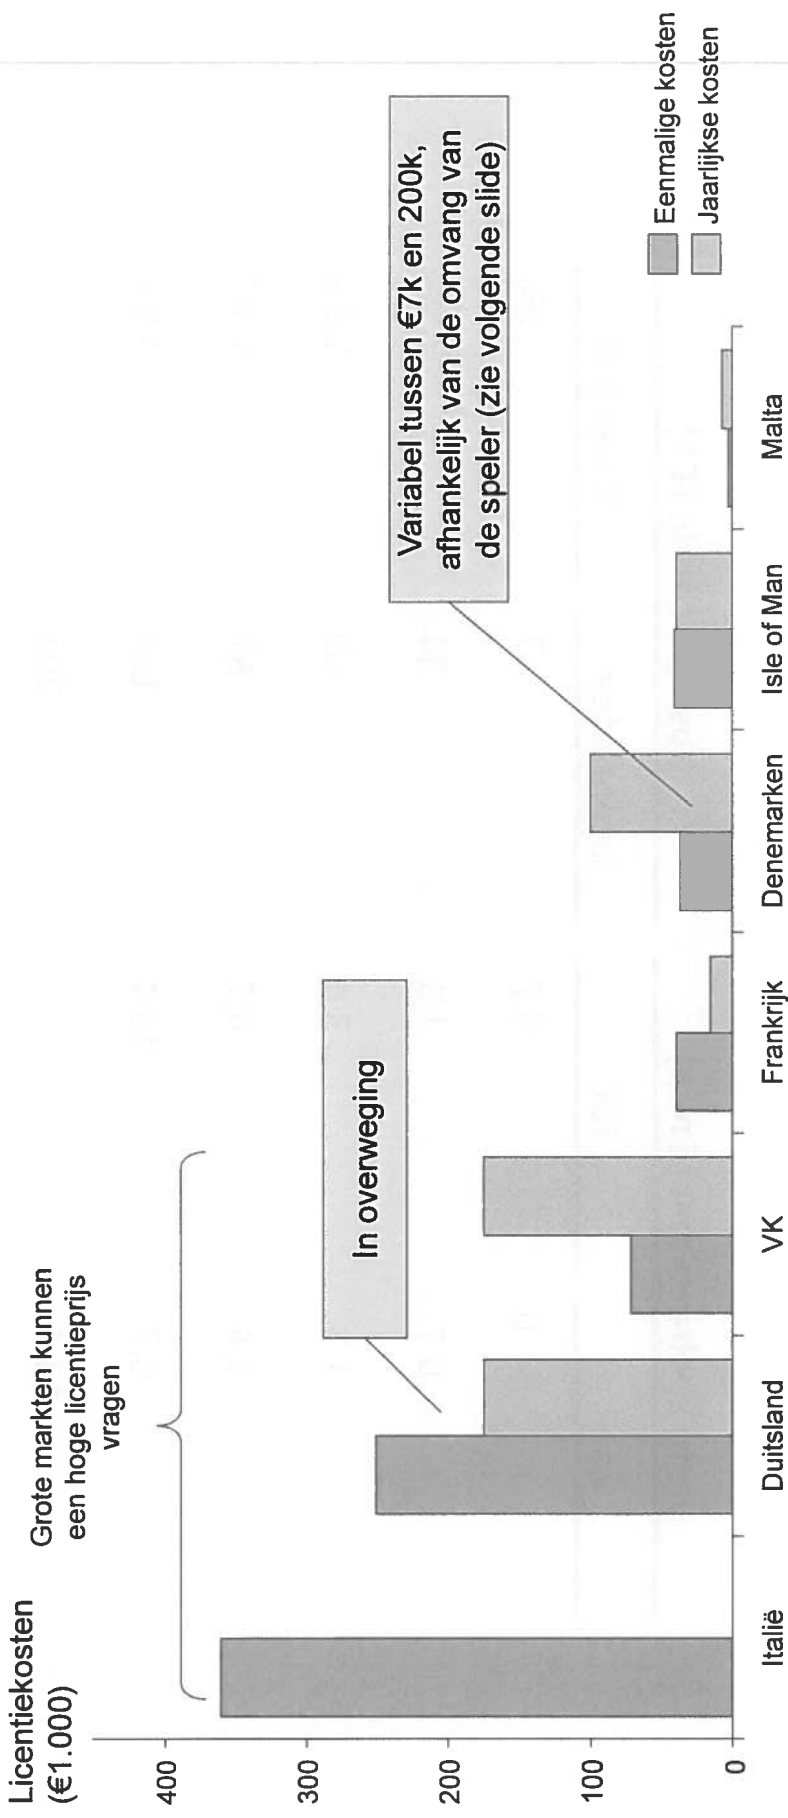 Licentiekosten
(€1.000)
Grote markten kunnen
een hoge licentieprijs
vragen
In overweging
Variabel tussen €7k en 200k,
afhankelijk van de omvang van
de speler (zie volgende slide)
400
300
200
100
0
Italië
Duitsland
VK
Frankrijk
Denemarken
Isle of Man
Malta
Eenmalige kosten
Jaarlijkse kosten